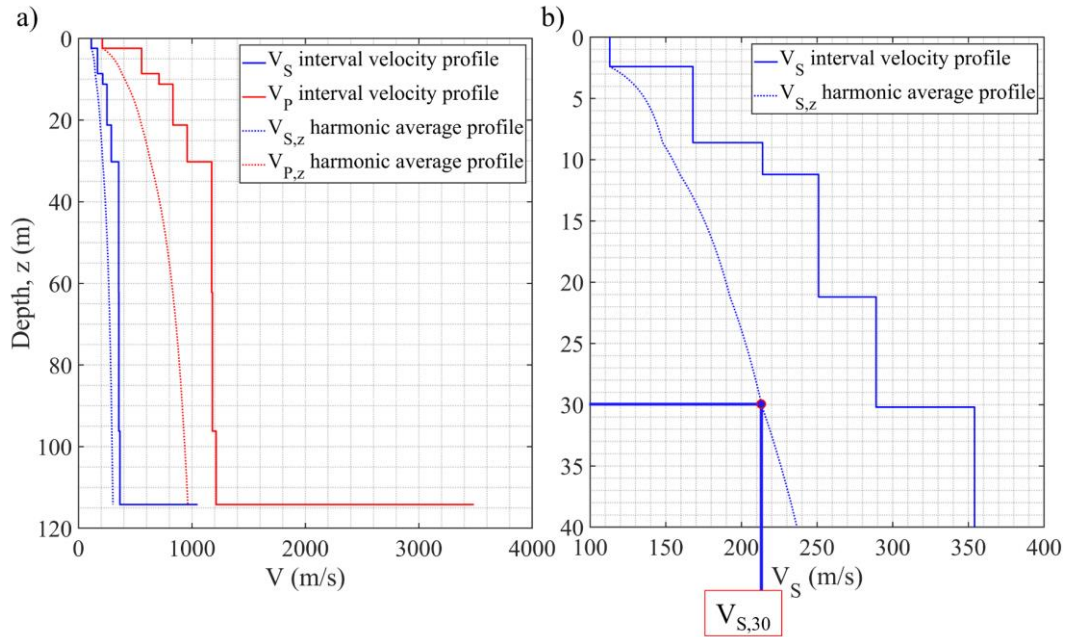 a)
0
20
40
60
80
100
120
Depth, z (m)
V_S interval velocity profile
V_P interval velocity profile
V_S,z harmonic average profile
V_P,z harmonic average profile
0 1000 2000 3000 4000
V (m/s)
b)
0
5
10
15
20
25
30
35
40
V_S interval velocity profile
V_S,z harmonic average profile
100 150 200 250 300 350 400
V_S (m/s)
V_S,30